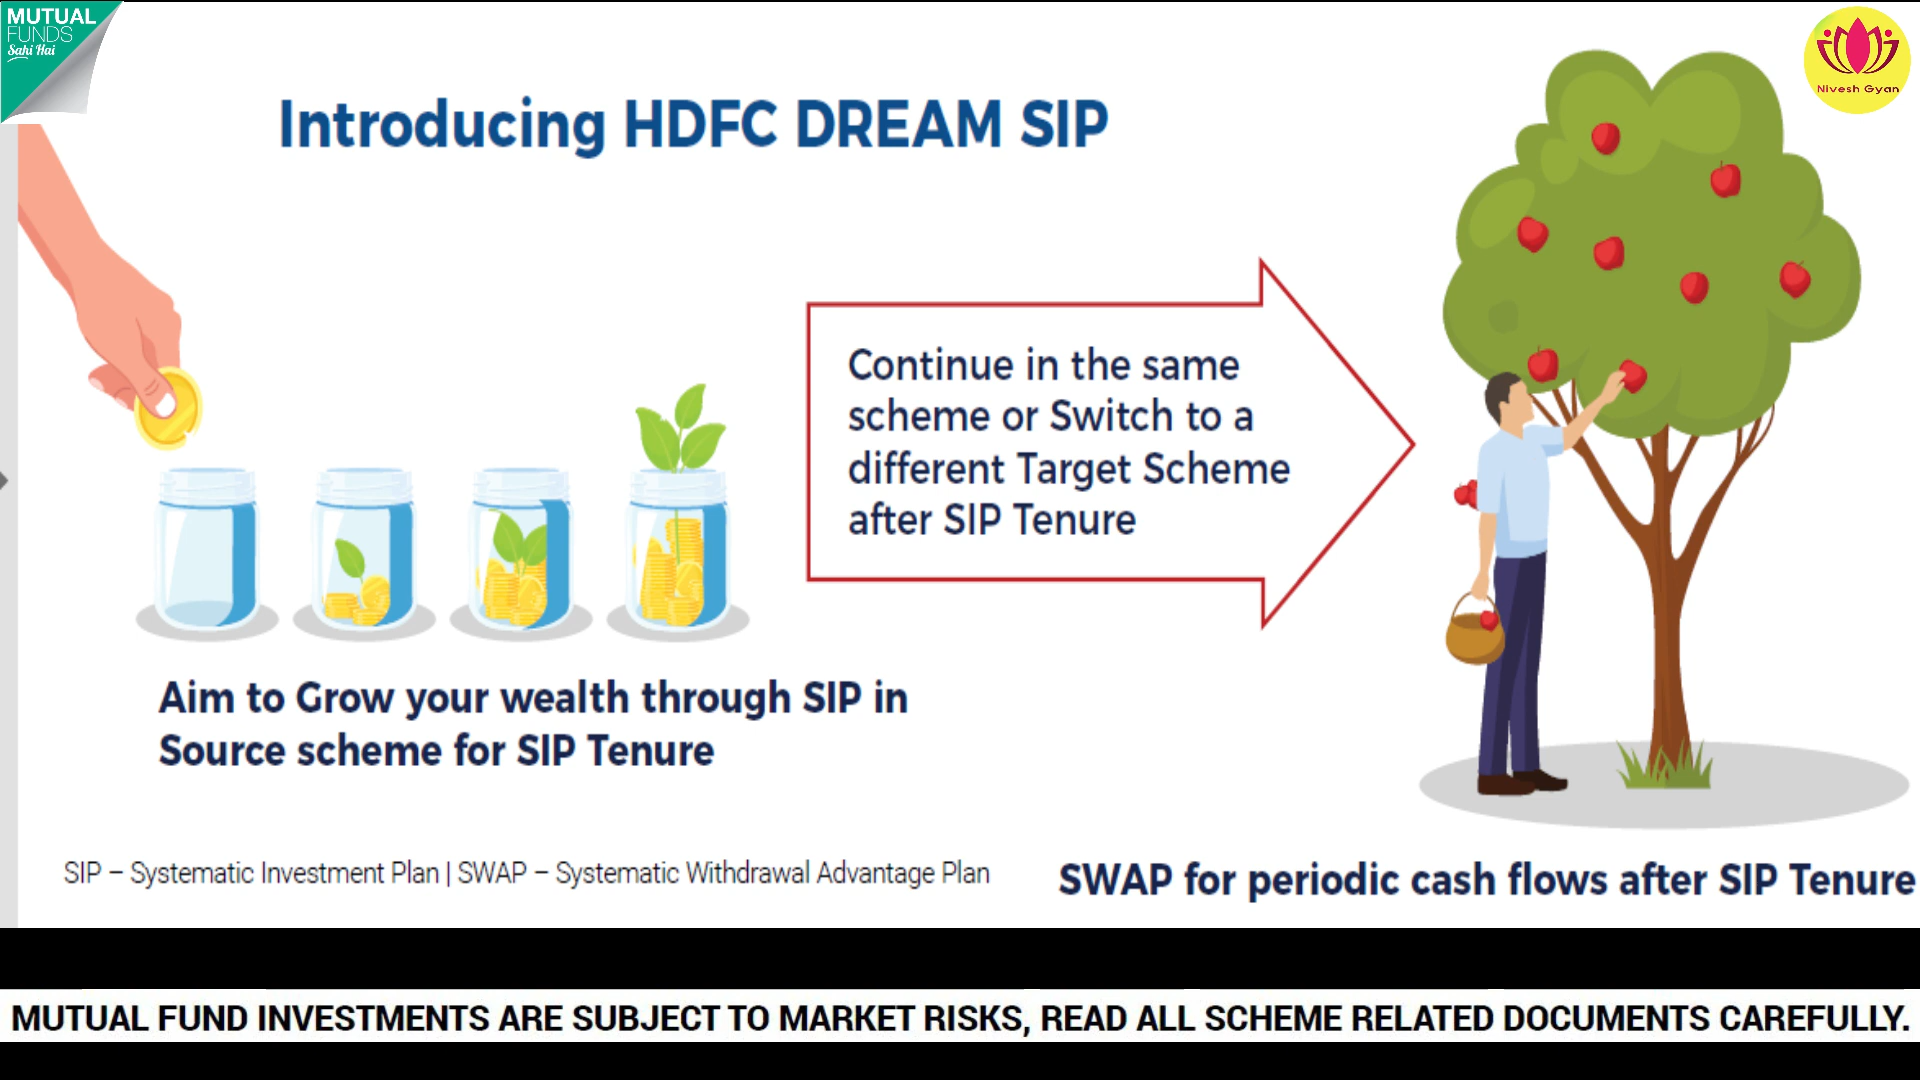 MUTUAL
FUNDS
Sahi Hai
Nivesh Gyan
Introducing HDFC DREAM SIP
Continue in the same
scheme or Switch to a
different Target Scheme
after SIP Tenure
Aim to Grow your wealth through SIP in
Source scheme for SIP Tenure
SIP – Systematic Investment Plan | SWAP – Systematic Withdrawal Advantage Plan
SWAP for periodic cash flows after SIP Tenure
MUTUAL FUND INVESTMENTS ARE SUBJECT TO MARKET RISKS, READ ALL SCHEME RELATED DOCUMENTS CAREFULLY.